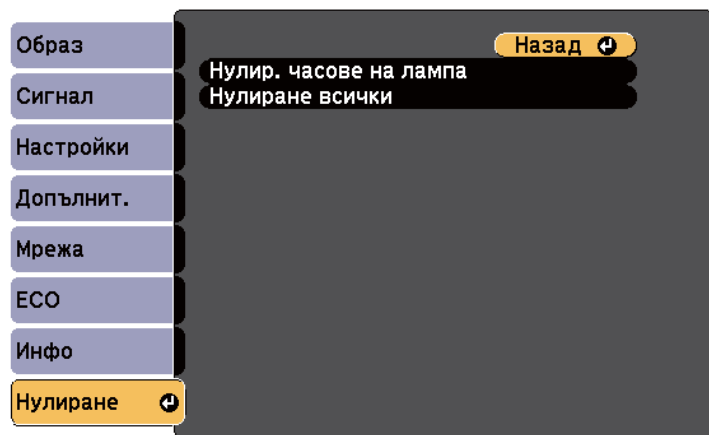 Образ
Сигнал
Настройки
Допълнит.
Мрежа
ECO
Инфо
Нулиране
Назад
Нулир. часове на лампа
Нулиране всички